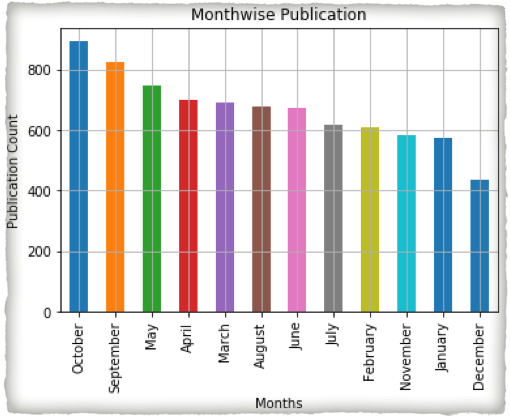 Monthwise Publication
Publication Count
800
600
400
200
0
October
September
May
April
March
August
June
July
February
November
January
December
Months